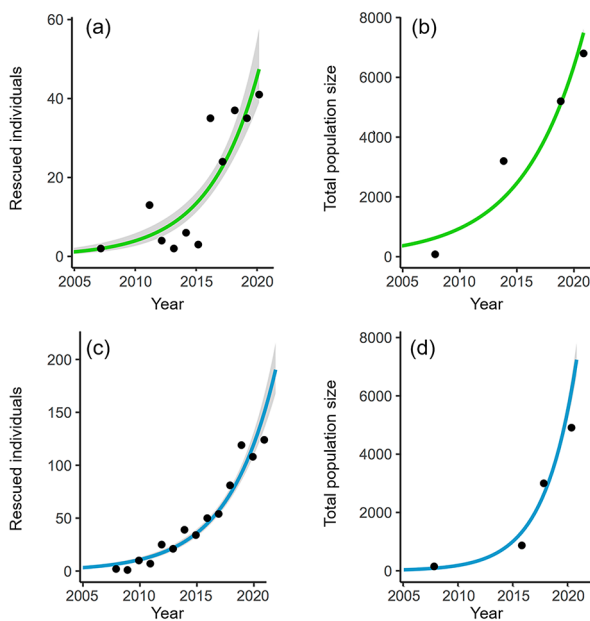 (a)
60
40
20
0
Rescued individuals
2005 2010 2015 2020
Year
(b)
8000
6000
4000
2000
0
Total population size
2005 2010 2015 2020
Year
(c)
200
150
100
50
0
Rescued individuals
2005 2010 2015 2020
Year
(d)
8000
6000
4000
2000
0
Total population size
2005 2010 2015 2020
Year